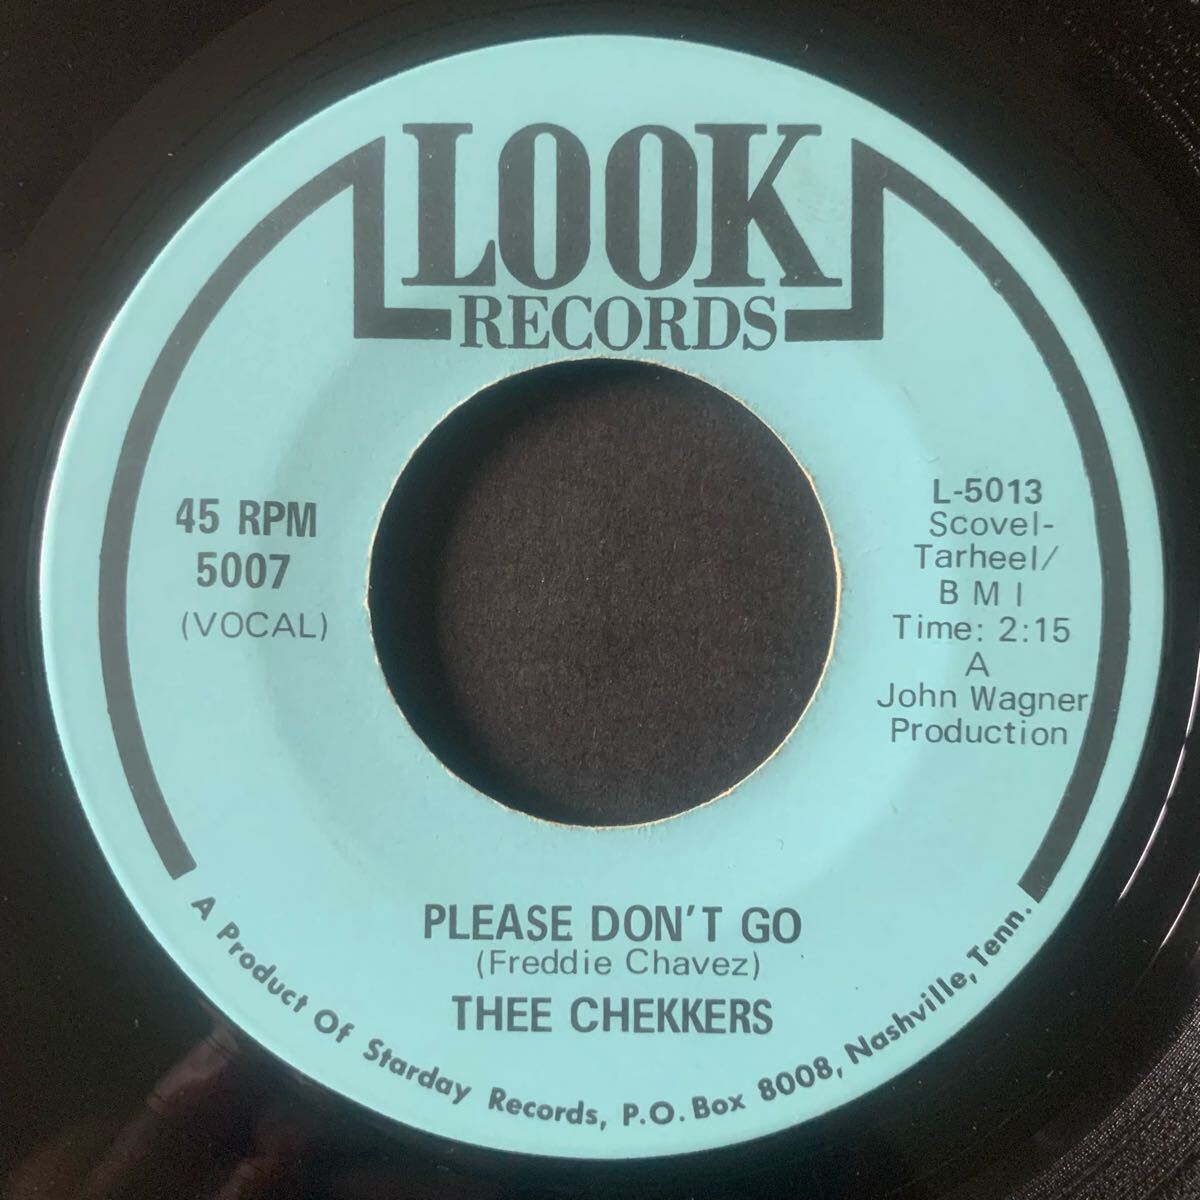 LOOK
RECORDS
45 RPM
5007
(VOCAL)
L-5013
Scovel-
Tarheel/
B M I
Time: 2:15
A
John Wagner
Production
PLEASE DON'T GO
(Freddie Chavez)
THEE CHEKKERS
A Product Of Starday Records, P.O. Box 8008, Nashville, Tenn.